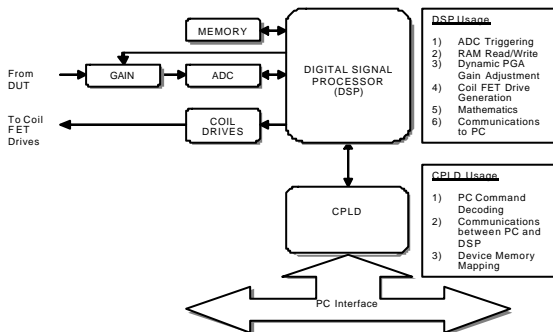 MEMORY
From
DUT
GAIN
ADC
To Coil
FET
Drives
COIL
DRIVES
DIGITAL SIGNAL
PROCESSOR
(DSP)
CPLD
PC Interface
DSP Usage
1) ADC Triggering
2) RAM Read/Write
3) Dynamic PGA
Gain Adjustment
4) Coil FET Drive
Generation
5) Mathematics
6) Communications
to PC
CPLD Usage
1) PC Command
Decoding
2) Communications
between PC and
DSP
3) Device Memory
Mapping